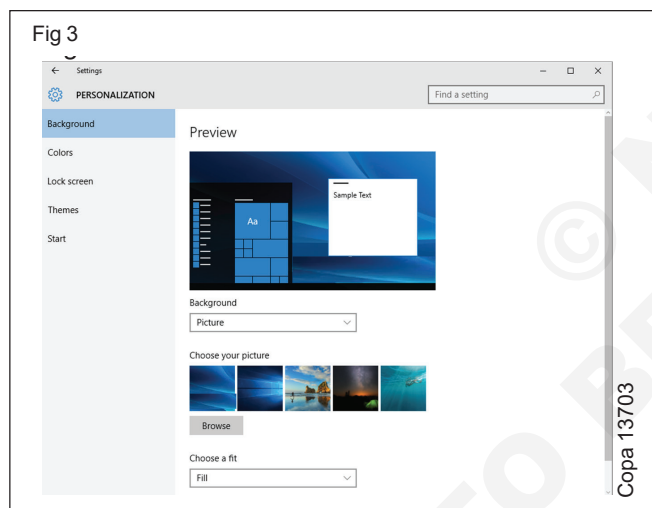 Fig 3
← Settings
PERSONALIZATION
Find a setting
Background
Colors
Lock screen
Themes
Start
Preview
Sample Text
Aa
Background
Picture
Choose your picture
Browse
Choose a fit
Fill
Copa 13703
©